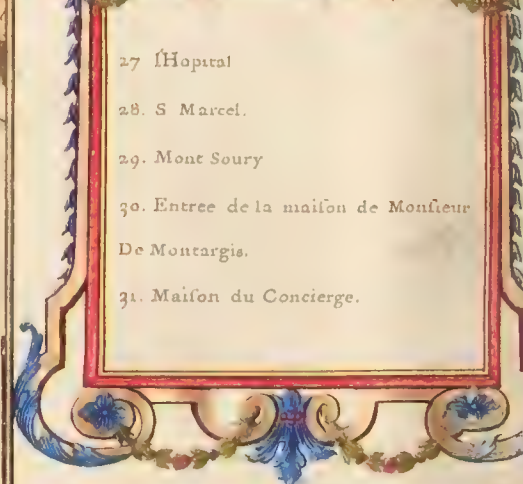 27 l'Hopital
28. S Marcel.
29. Mont Soury
30. Entree de la maiſon de Monſieur
De Montargis.
31. Maiſon du Concierge.